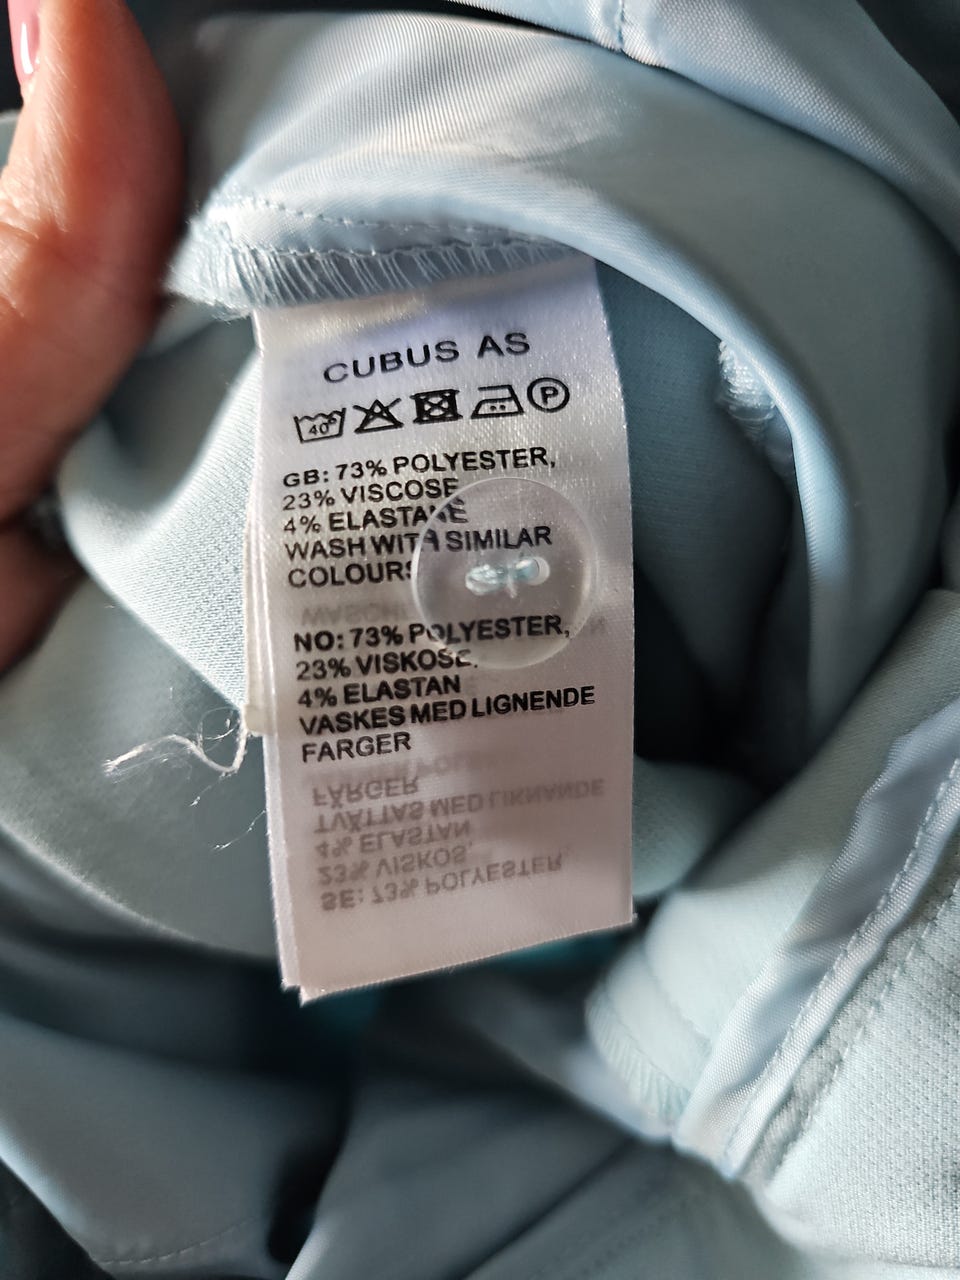 CUBUS AS
40° P
GB: 73% POLYESTER,
23% VISCOSE
4% ELASTANE
WASH WITH SIMILAR
COLOURS
NO: 73% POLYESTER,
23% VISKOSE,
4% ELASTAN
VASKES MED LIGNENDE
FARGER
FÄRGER
TVÄTTAS MED LIKNANDE
4% ELASTAN
23% VISKOS,
SE: 73% POLYESTER,